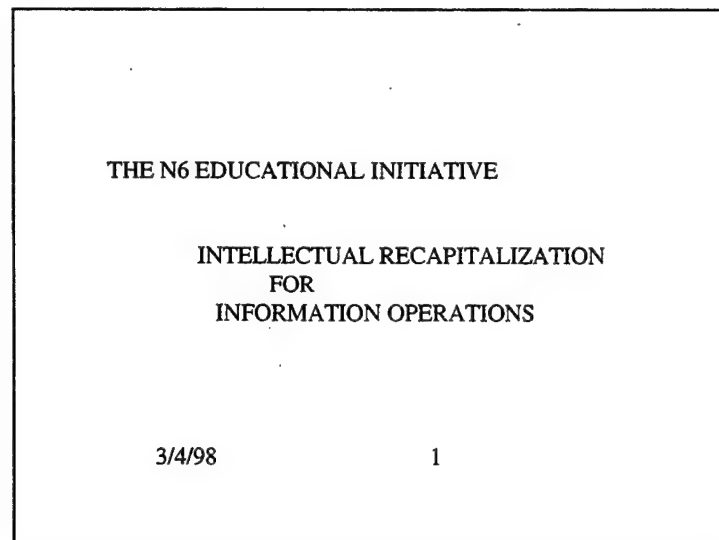 THE N6 EDUCATIONAL INITIATIVE
INTELLECTUAL RECAPITALIZATION
FOR
INFORMATION OPERATIONS
3/4/98 1